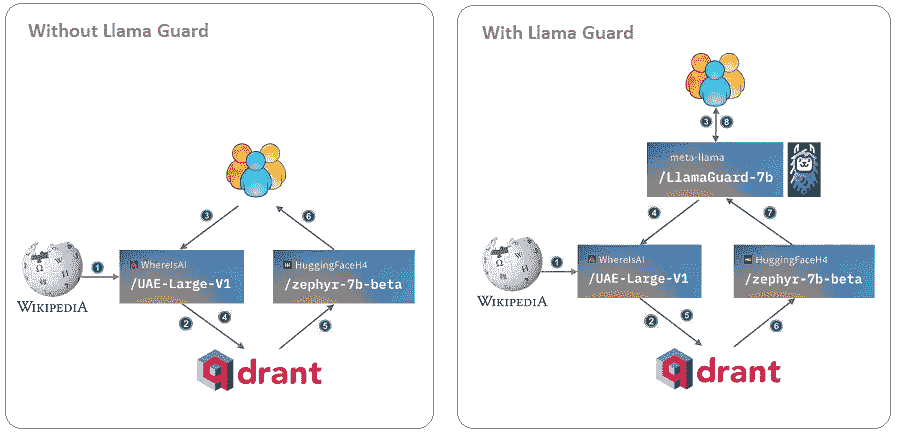 Without Llama Guard
3
6
WIKIPEDIA
1
WhereIsAI
/UAE-Large-V1
HuggingFaceH4
/zephyr-7b-beta
2
4
5
qdrant
With Llama Guard
3
8
meta-llama
/LlamaGuard-7b
4
7
WIKIPEDIA
1
WhereIsAI
/UAE-Large-V1
HuggingFaceH4
/zephyr-7b-beta
2
5
6
qdrant